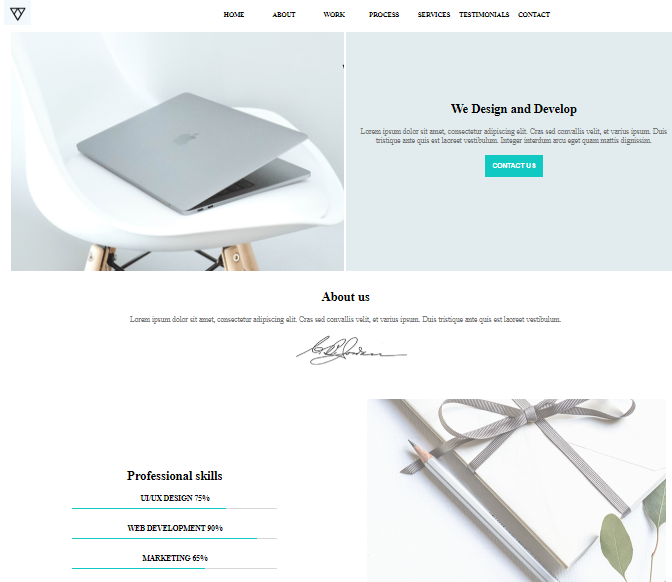 HOME ABOUT WORK PROCESS SERVICES TESTIMONIALS CONTACT
We Design and Develop
Lorem ipsum dolor sit amet, consectetur adipiscing elit. Cras sed convallis velit, et varius ipsum. Duis
tristique ante quis est laoreet vestibulum. Integer interdum arcu eget quam mattis dignissim.
CONTACT US
About us
Lorem ipsum dolor sit amet, consectetur adipiscing elit. Cras sed convallis velit, et varius ipsum. Duis tristique ante quis est laoreet vestibulum.
Professional skills
UI/UX DESIGN 75%
WEB DEVELOPMENT 90%
MARKETING 65%